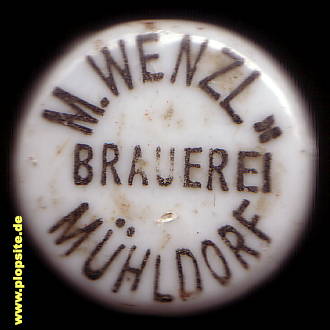 M. WENZL "
BRAUEREI
MÜHLDORF
www.plopsite.de